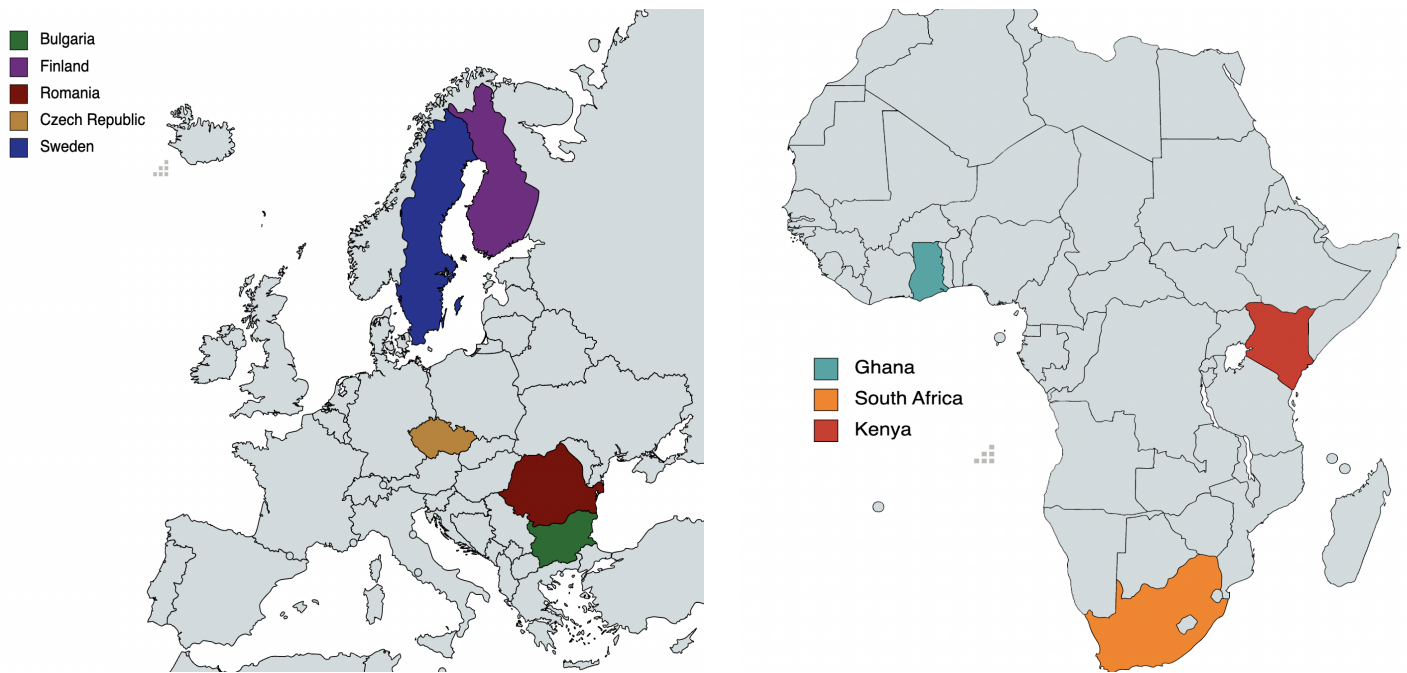 Bulgaria
Finland
Romania
Czech Republic
Sweden
Ghana
South Africa
Kenya